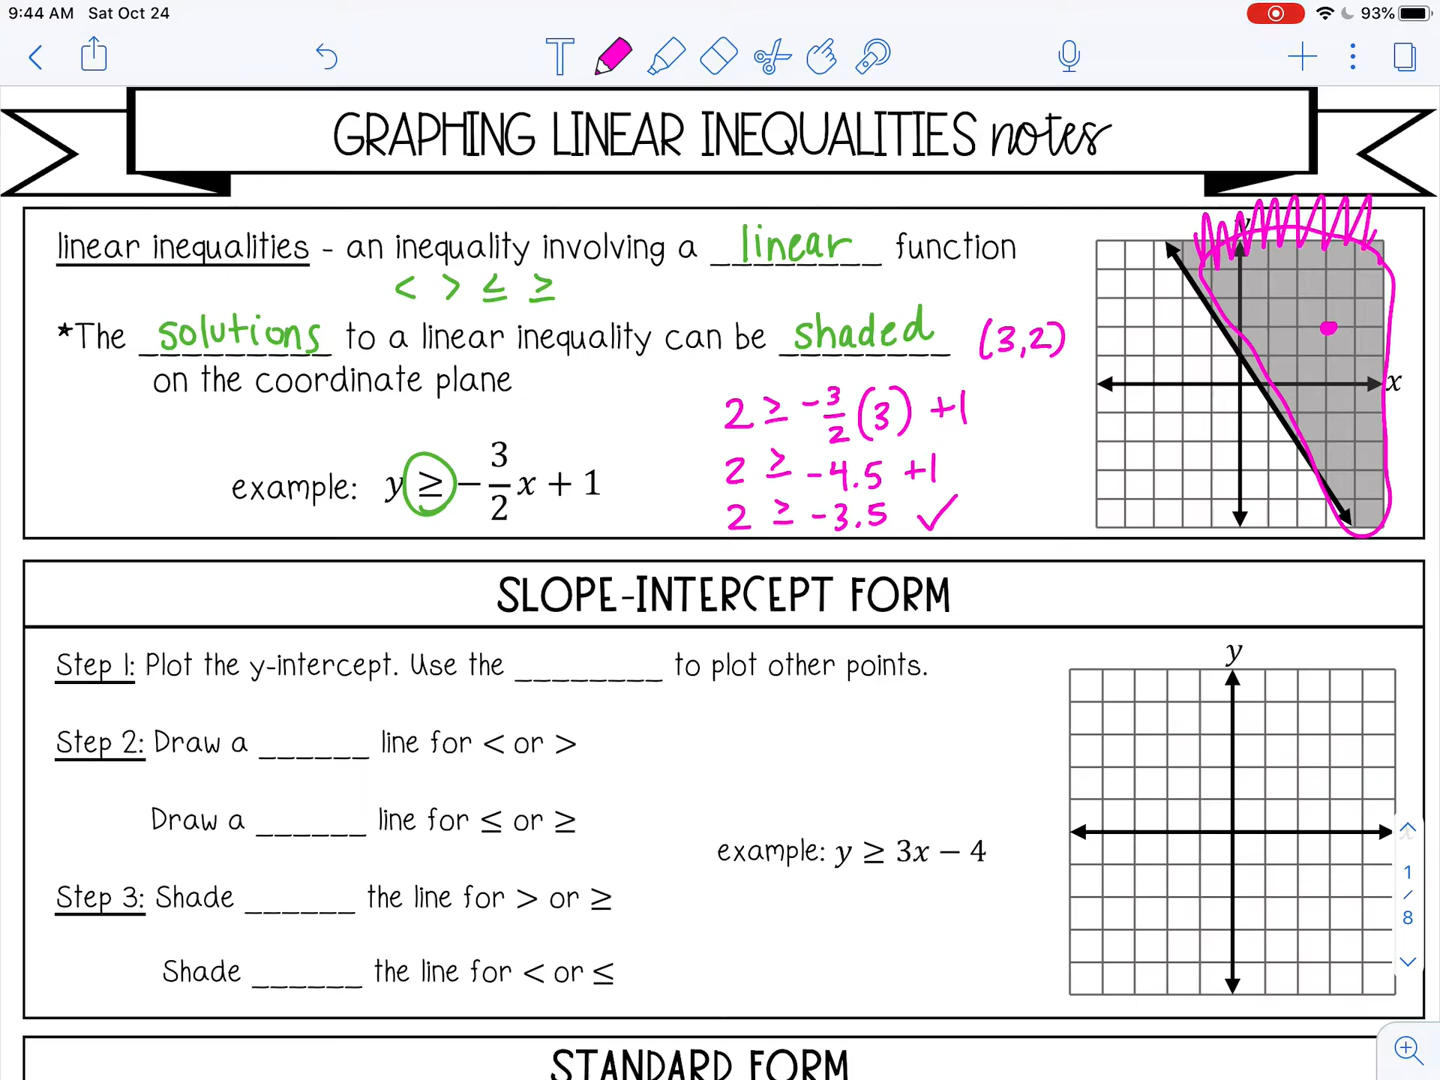 9:44 AM Sat Oct 24 93%
GRAPHING LINEAR INEQUALITIES notes
linear inequalities - an inequality involving a linear function
< > ≤ ≥
*The solutions to a linear inequality can be shaded (3,2)
on the coordinate plane
2 ≥ -3/2 (3) +1
2 ≥ -4.5 +1
example: y ≥ -3/2 x + 1
2 ≥ -3.5 ✓
y
x
SLOPE-INTERCEPT FORM
Step 1: Plot the y-intercept. Use the ________ to plot other points.
Step 2: Draw a ______ line for < or >
Draw a ______ line for ≤ or ≥
example: y ≥ 3x − 4
Step 3: Shade ______ the line for > or ≥
Shade ______ the line for < or ≤
y
1
/
8
STANDARD FORM